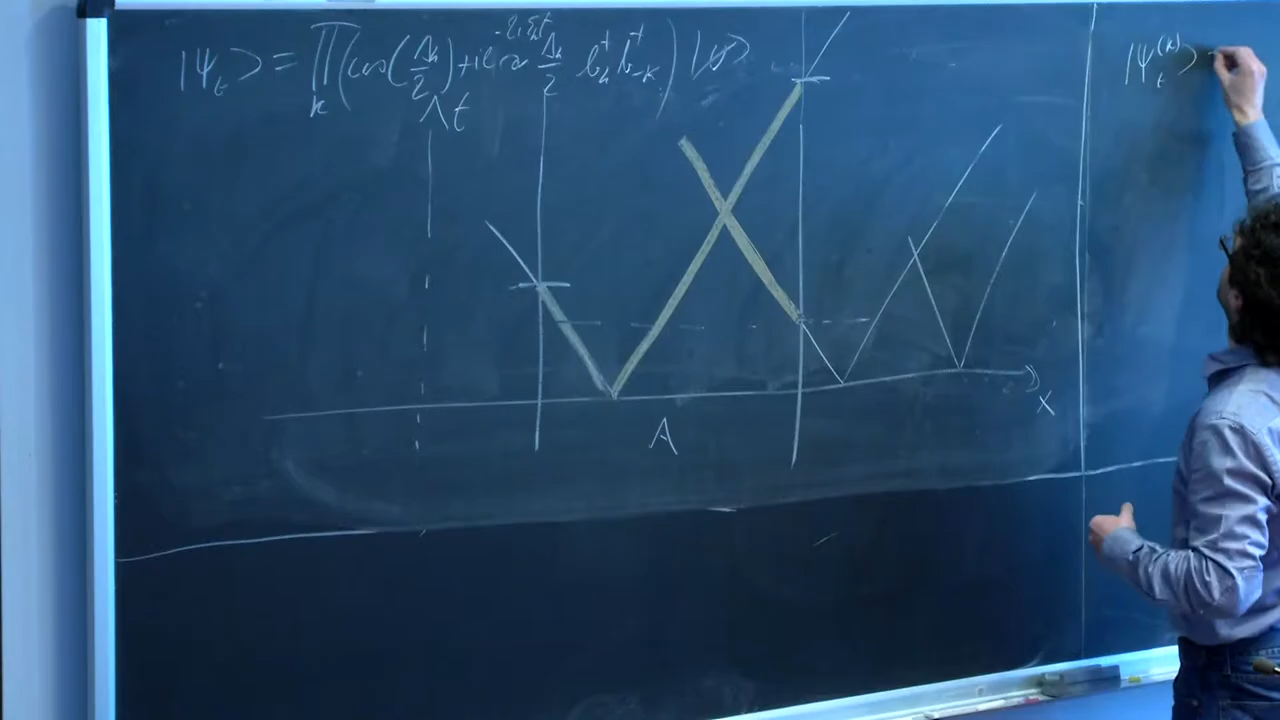 |ψ_t> = ∏_k (cos(Δ_k/2) + i e^{-2iε_k t} sin Δ_k/2 b_k^† b_{-k}^†) |∅>
t
A
x
|ψ_t^{(k)}> =